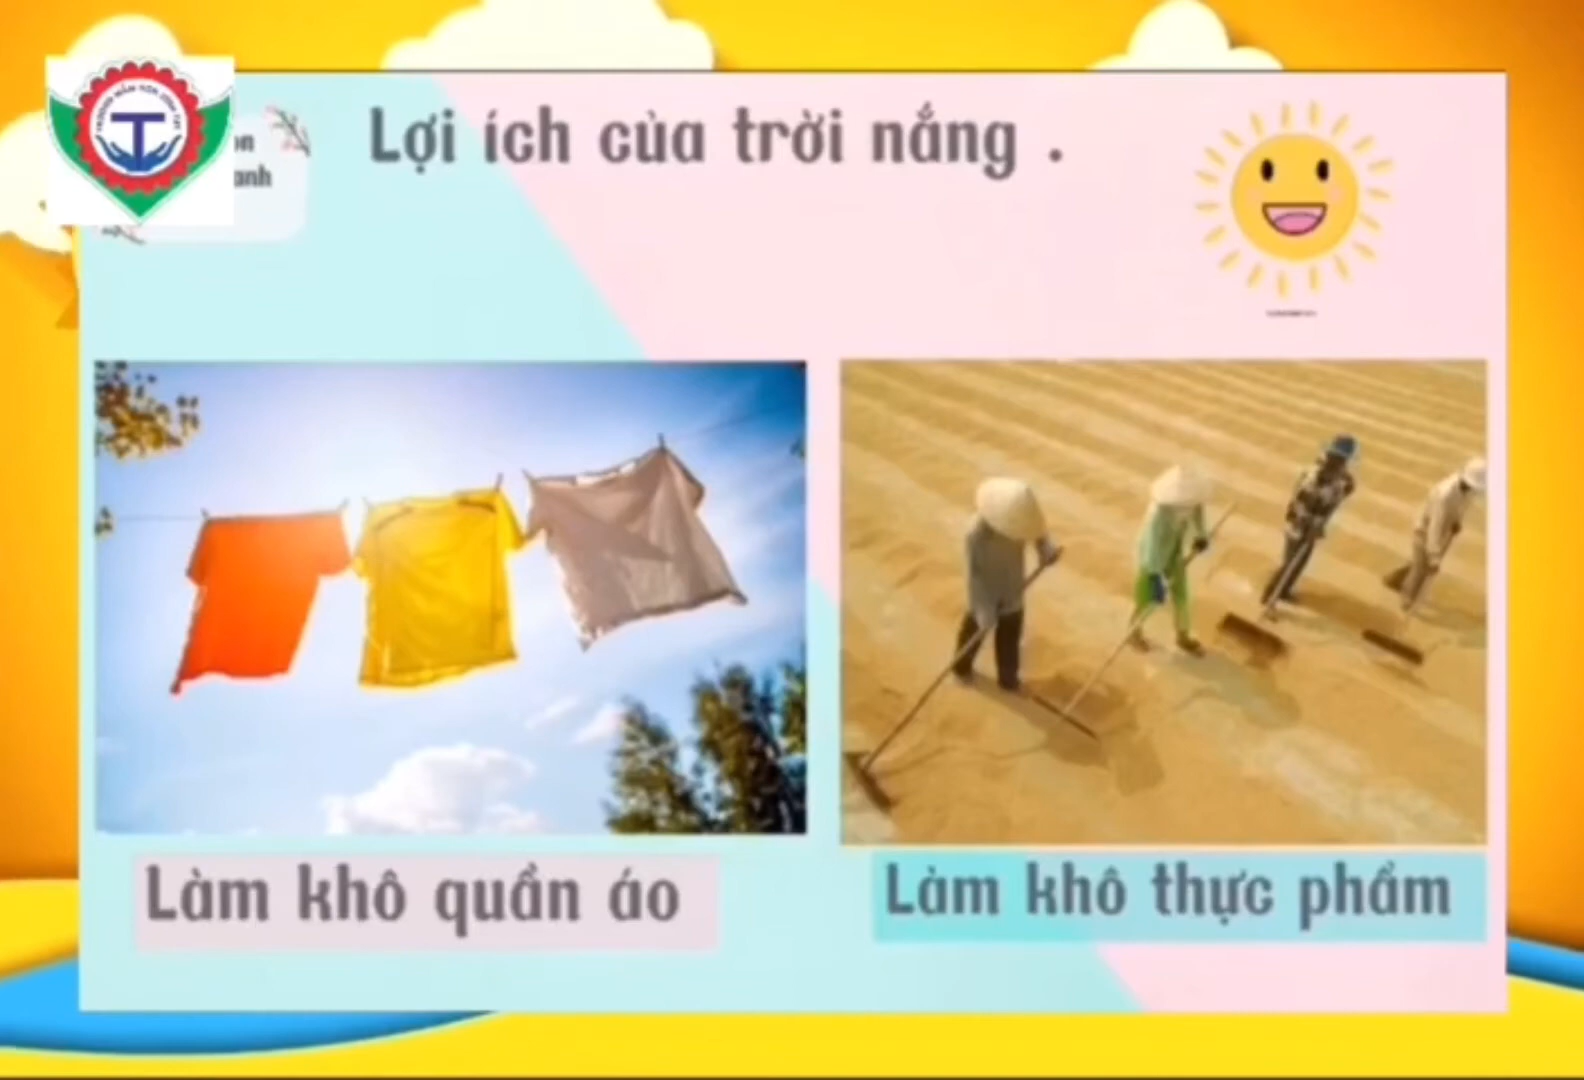 Lợi ích của trời nắng .
Làm khô quần áo
Làm khô thực phẩm